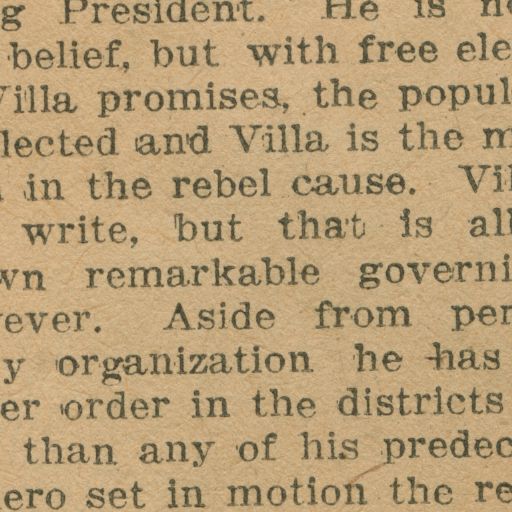 g President. He is ne
belief, but with free ele
Villa promises, the popul
lected and Villa is the m
in the rebel cause. Vil
write, but that is all
wn remarkable governi
ever. Aside from per
y organization he has
er order in the districts
than any of his predec
ero set in motion the re